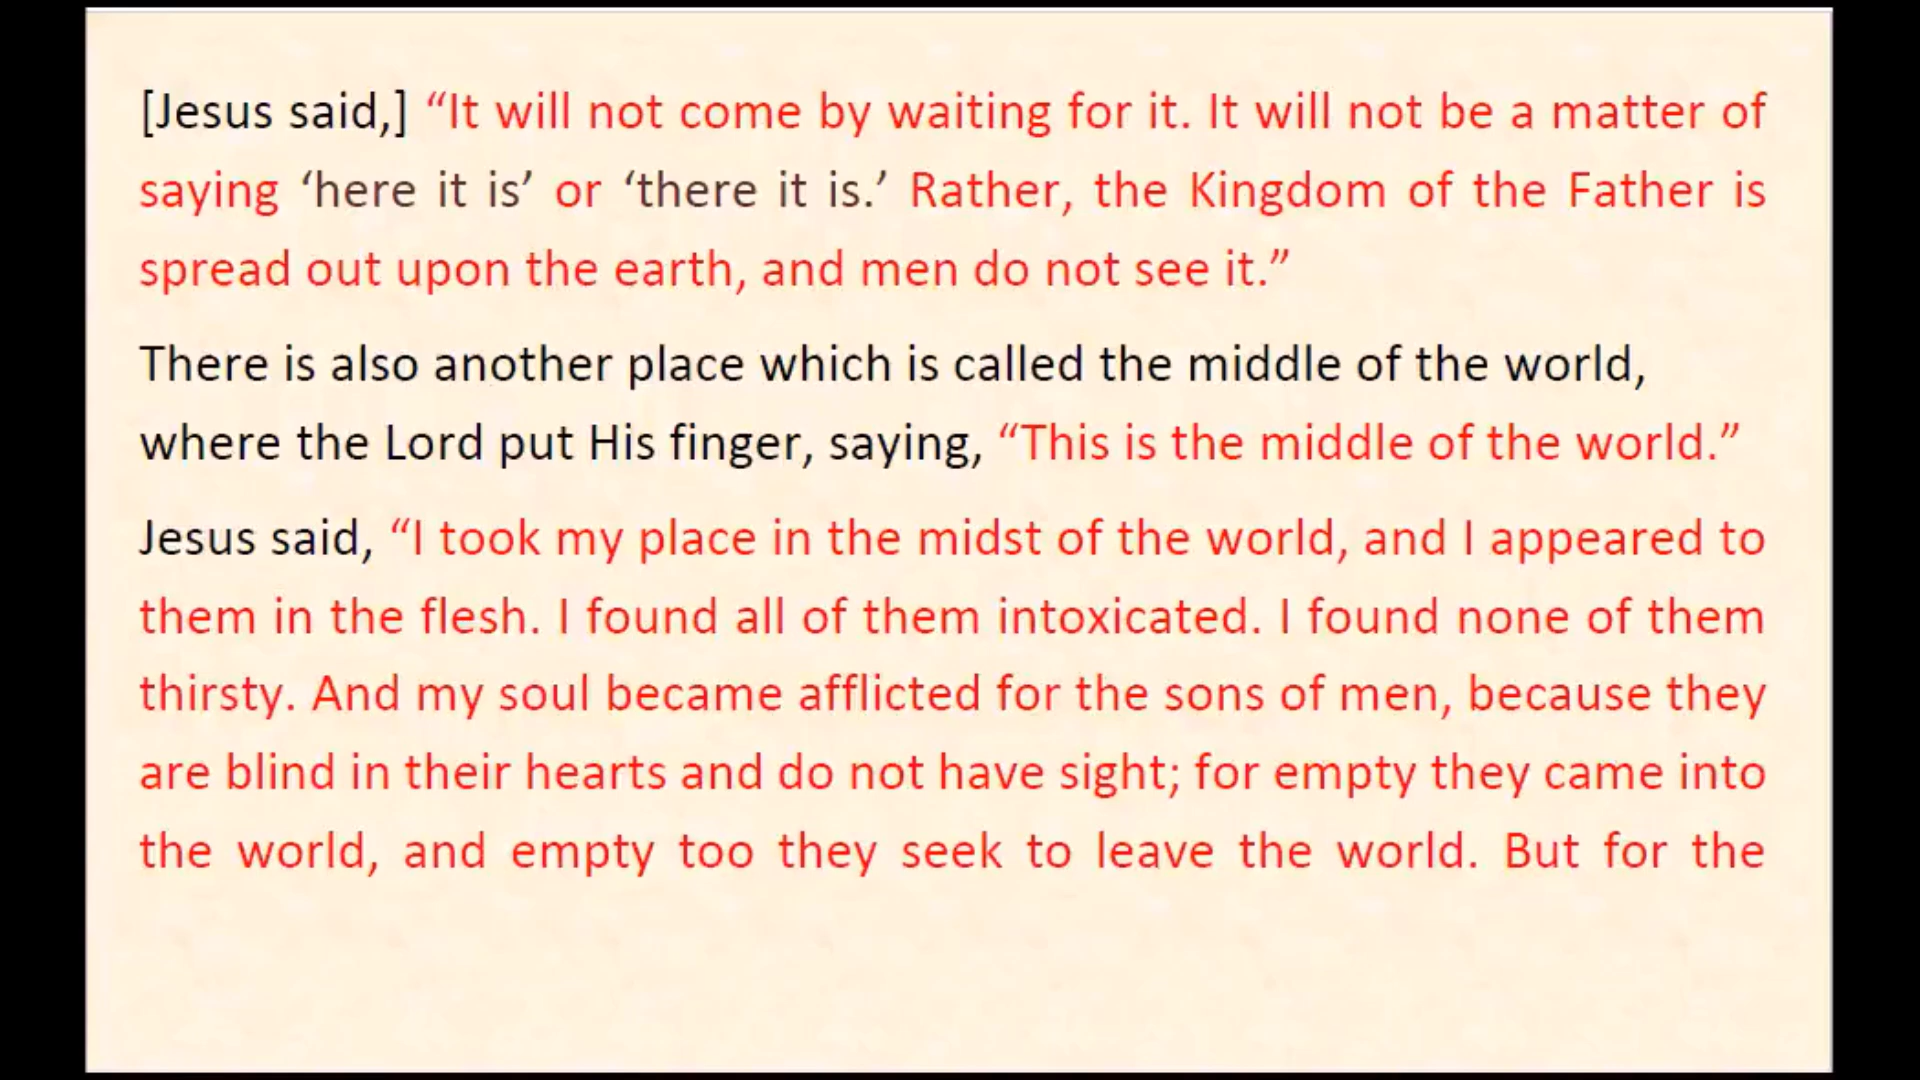 [Jesus said,] “It will not come by waiting for it. It will not be a matter of
saying ‘here it is’ or ‘there it is.’ Rather, the Kingdom of the Father is
spread out upon the earth, and men do not see it.”
There is also another place which is called the middle of the world,
where the Lord put His finger, saying, “This is the middle of the world.”
Jesus said, “I took my place in the midst of the world, and I appeared to
them in the flesh. I found all of them intoxicated. I found none of them
thirsty. And my soul became afflicted for the sons of men, because they
are blind in their hearts and do not have sight; for empty they came into
the world, and empty too they seek to leave the world. But for the